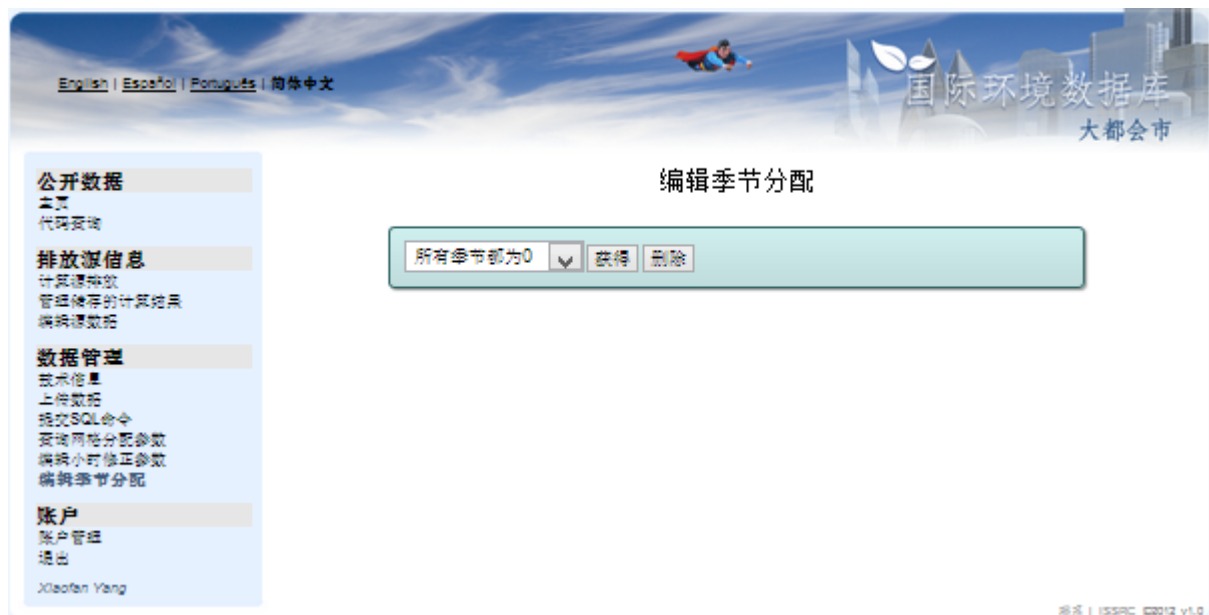 English | Español | Português | 简体中文
国际环境数据库
大都会市
公开数据
主页
代码查询
排放源信息
计算源排放
管理储存的计算结果
编辑源数据
数据管理
技术信息
上传数据
提交SQL命令
查询网格分配参数
编辑小时修正参数
编辑季节分配
账户
账户管理
退出
Xiaofan Yang
编辑季节分配
所有季节都为0
获得
删除
| ISSRC ©2012 v1.0